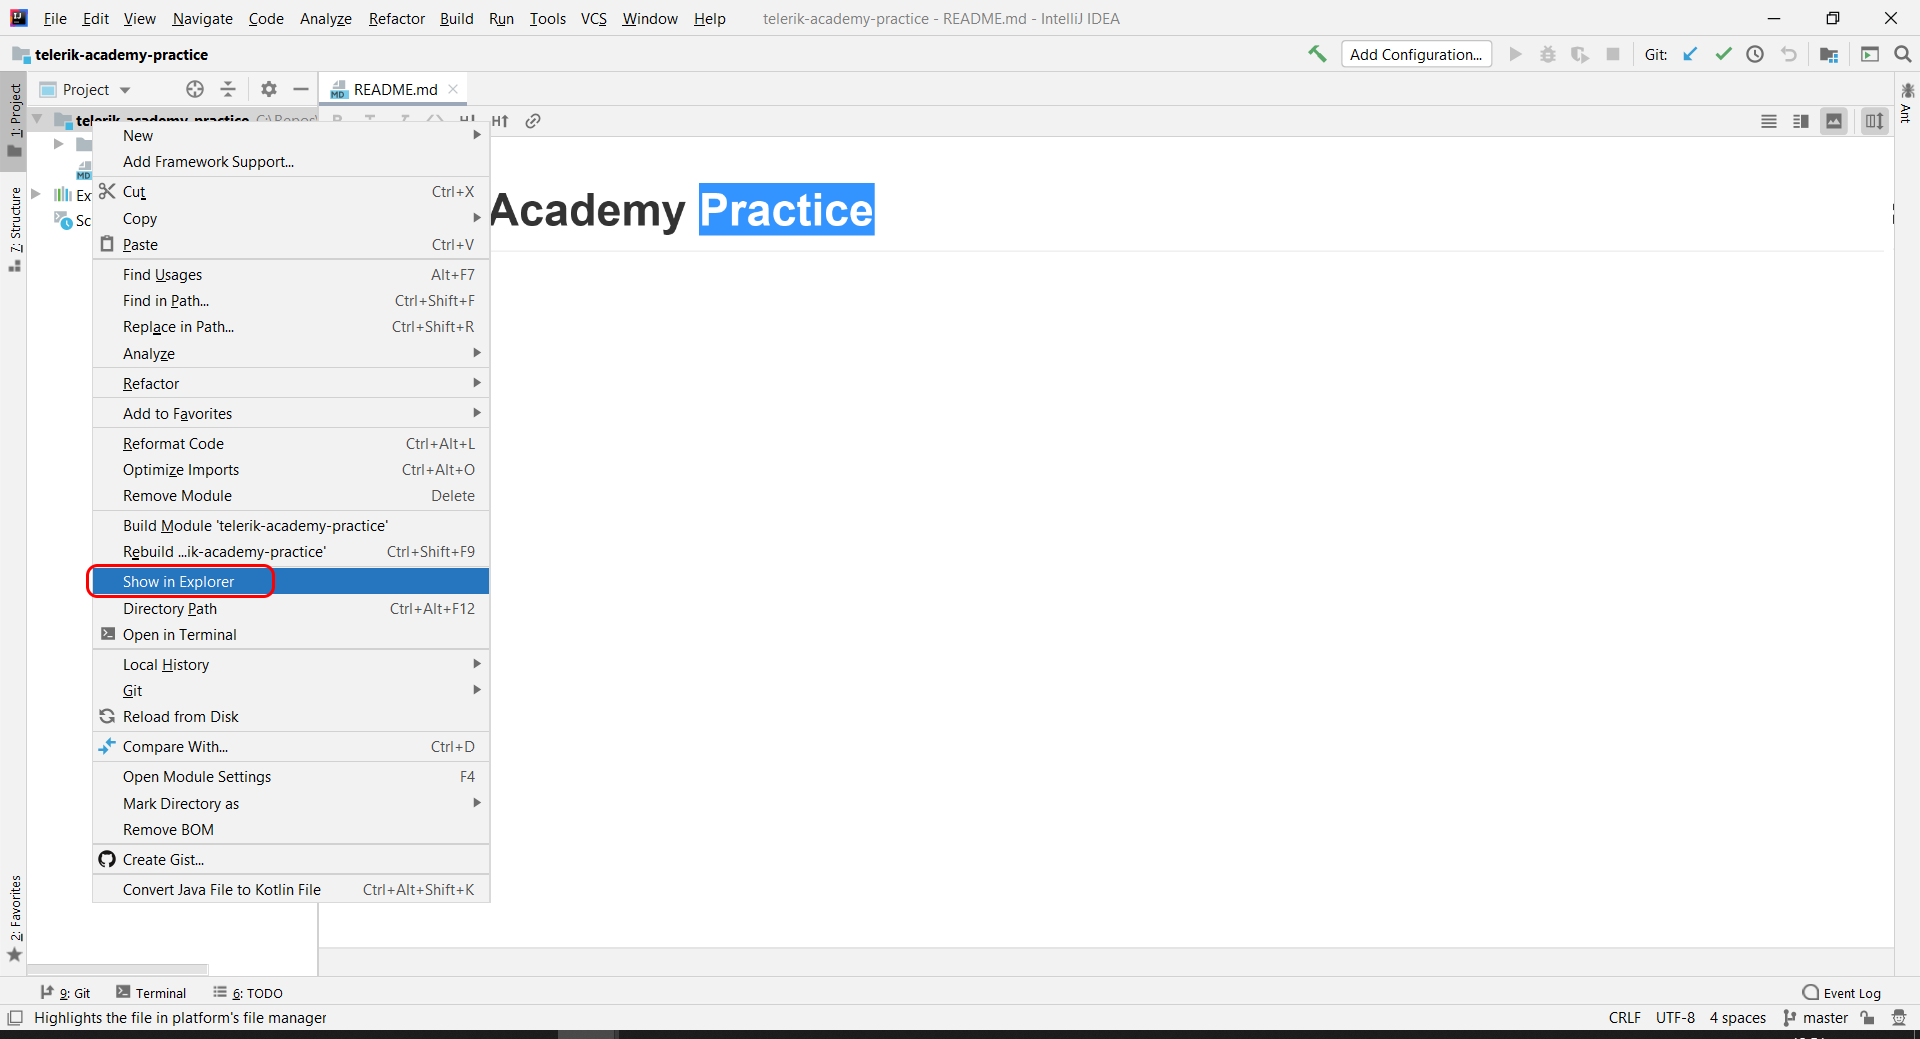 File Edit View Navigate Code Analyze Refactor Build Run Tools VCS Window Help telerik-academy-practice - README.md - IntelliJ IDEA
telerik-academy-practice Add Configuration... Git:
1: Project
Project
README.md
telerik-academy-practice C:\Repos\
New
Add Framework Support...
Cut Ctrl+X
Copy
Paste Ctrl+V
Find Usages Alt+F7
Find in Path... Ctrl+Shift+F
Replace in Path... Ctrl+Shift+R
Analyze
Refactor
Add to Favorites
Reformat Code Ctrl+Alt+L
Optimize Imports Ctrl+Alt+O
Remove Module Delete
Build Module 'telerik-academy-practice'
Rebuild ...ik-academy-practice' Ctrl+Shift+F9
Show in Explorer
Directory Path Ctrl+Alt+F12
Open in Terminal
Local History
Git
Reload from Disk
Compare With... Ctrl+D
Open Module Settings F4
Mark Directory as
Remove BOM
Create Gist...
Convert Java File to Kotlin File Ctrl+Alt+Shift+K
MD
Ex
Sc
7: Structure
2: Favorites
Academy Practice
Ant
9: Git Terminal 6: TODO Event Log
Highlights the file in platform's file manager CRLF UTF-8 4 spaces master